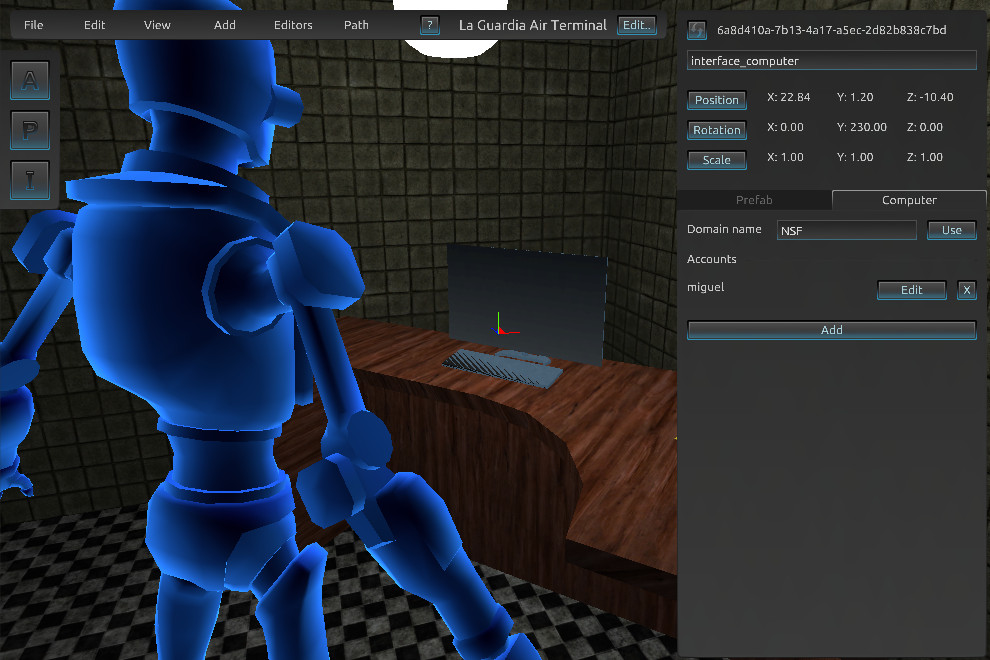 File Edit View Add Editors Path ? La Guardia Air Terminal Edit..
A
P
I
6a8d410a-7b13-4a17-a5ec-2d82b838c7bd
interface_computer
Position X: 22.84 Y: 1.20 Z: -10.40
Rotation X: 0.00 Y: 230.00 Z: 0.00
Scale X: 1.00 Y: 1.00 Z: 1.00
Prefab Computer
Domain name NSF Use
Accounts
miguel Edit X
Add